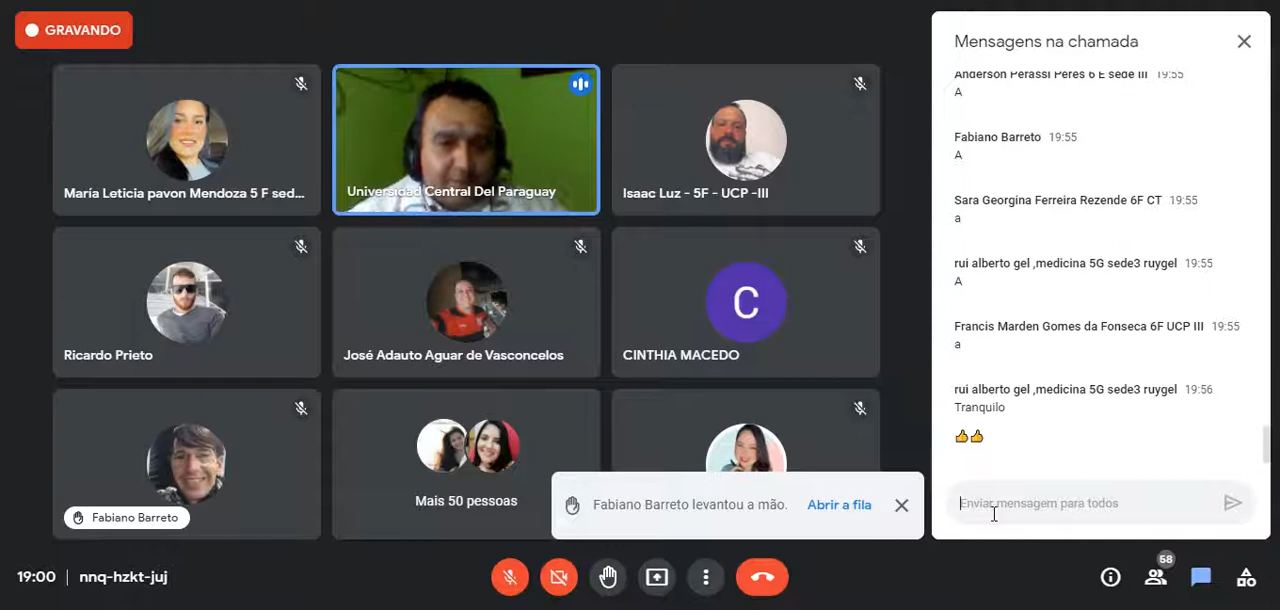 GRAVANDO
María Leticia pavon Mendoza 5 F sed...
Universidad Central Del Paraguay
Isaac Luz - 5F - UCP -III
Ricardo Prieto
José Adauto Aguar de Vasconcelos
CINTHIA MACEDO
C
Fabiano Barreto
Mais 50 pessoas
Fabiano Barreto levantou a mão.
Abrir a fila
19:00 | nnq-hzkt-juj
58
Mensagens na chamada
Anderson Perassi Peres 6 E sede III 19:55
A
Fabiano Barreto 19:55
A
Sara Georgina Ferreira Rezende 6F CT 19:55
a
rui alberto gel ,medicina 5G sede3 ruygel 19:55
A
Francis Marden Gomes da Fonseca 6F UCP III 19:55
a
rui alberto gel ,medicina 5G sede3 ruygel 19:56
Tranquilo
👍👍
Enviar mensagem para todos